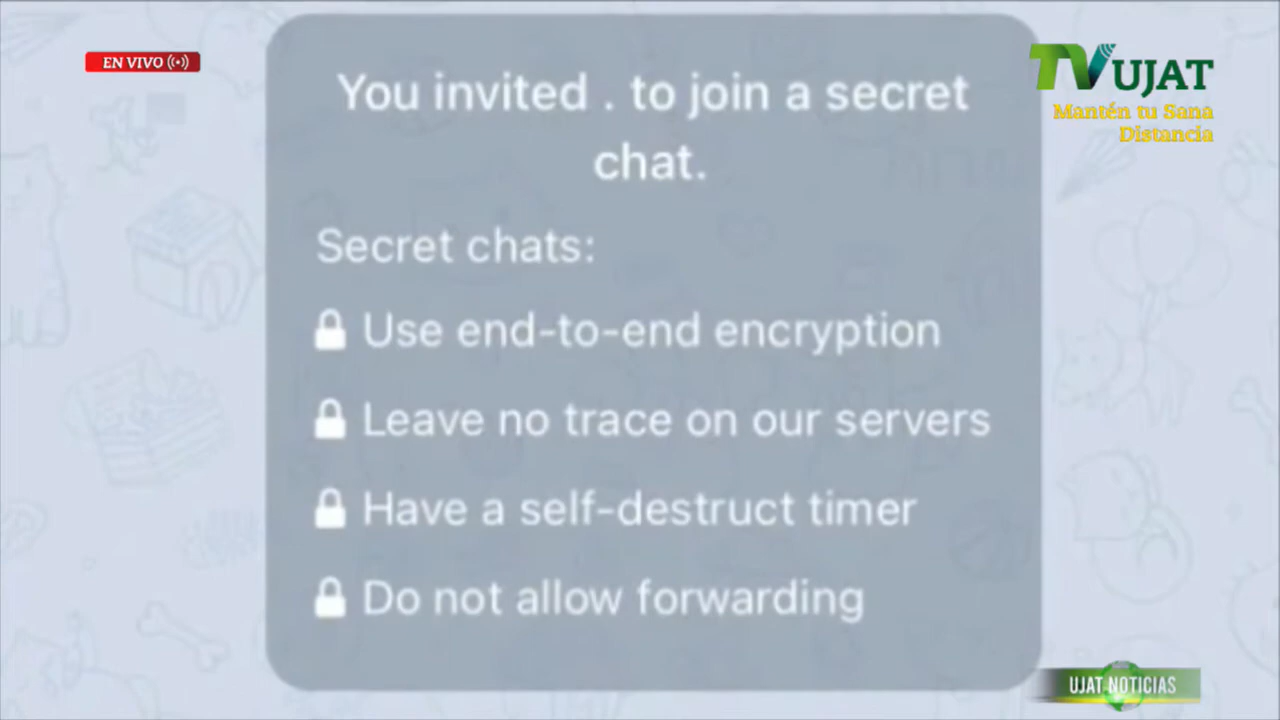 EN VIVO
TVUJAT
Mantén tu Sana
Distancia
You invited . to join a secret
chat.
Secret chats:
Use end-to-end encryption
Leave no trace on our servers
Have a self-destruct timer
Do not allow forwarding
UJAT NOTICIAS